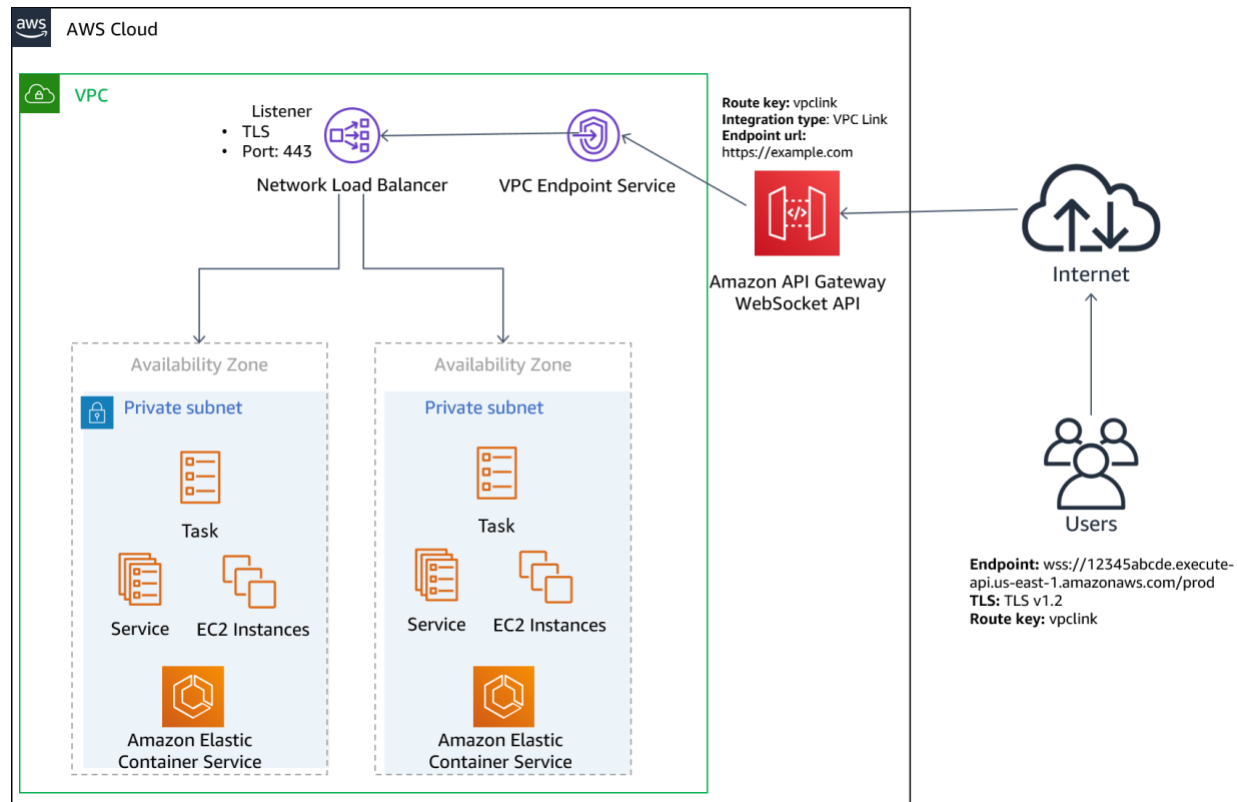 aws
AWS Cloud
VPC
Listener
• TLS
• Port: 443
Network Load Balancer
VPC Endpoint Service
Route key: vpclink
Integration type: VPC Link
Endpoint url:
https://example.com
Amazon API Gateway
WebSocket API
Internet
Users
Endpoint: wss://12345abcde.execute-
api.us-east-1.amazonaws.com/prod
TLS: TLS v1.2
Route key: vpclink
Availability Zone
Private subnet
Task
Service
EC2 Instances
Amazon Elastic
Container Service
Availability Zone
Private subnet
Task
Service
EC2 Instances
Amazon Elastic
Container Service